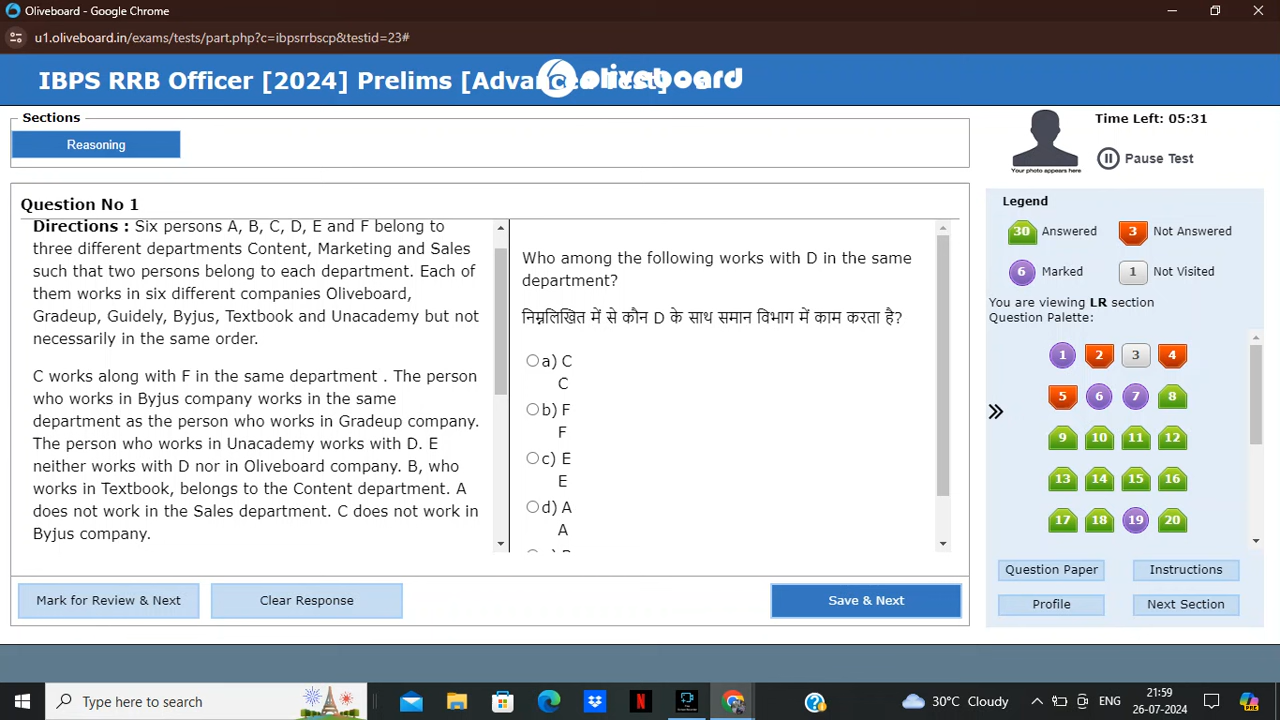 Oliveboard - Google Chrome
u1.oliveboard.in/exams/tests/part.php?c=ibpsrrbscp&testid=23#
IBPS RRB Officer [2024] Prelims [Advanced Test] -
oliveboard
Sections
Reasoning
Your photo appears here
Time Left: 05:31
Pause Test
Question No 1
Directions : Six persons A, B, C, D, E and F belong to
three different departments Content, Marketing and Sales
such that two persons belong to each department. Each of
them works in six different companies Oliveboard,
Gradeup, Guidely, Byjus, Textbook and Unacademy but not
necessarily in the same order.
C works along with F in the same department . The person
who works in Byjus company works in the same
department as the person who works in Gradeup company.
The person who works in Unacademy works with D. E
neither works with D nor in Oliveboard company. B, who
works in Textbook, belongs to the Content department. A
does not work in the Sales department. C does not work in
Byjus company.
Who among the following works with D in the same
department?
निम्नलिखित में से कौन D के साथ समान विभाग में काम करता है?
a) C
C
b) F
F
c) E
E
d) A
A
Mark for Review & Next
Clear Response
Save & Next
Legend
30 Answered
3 Not Answered
6 Marked
1 Not Visited
You are viewing LR section
Question Palette:
1 2 3 4
5 6 7 8
9 10 11 12
13 14 15 16
17 18 19 20
Question Paper
Instructions
Profile
Next Section
Type here to search
30°C Cloudy
ENG
21:59
26-07-2024